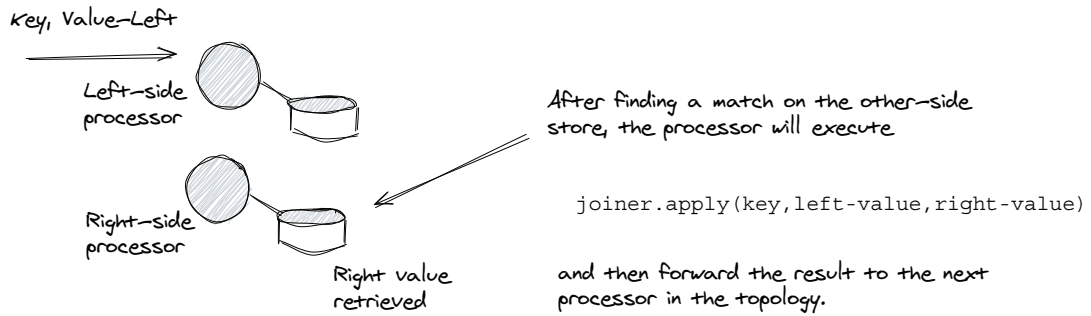 Key, Value-Left
Left-side
processor
Right-side
processor
Right value
retrieved
After finding a match on the other-side
store, the processor will execute
joiner.apply(key,left-value,right-value)
and then forward the result to the next
processor in the topology.